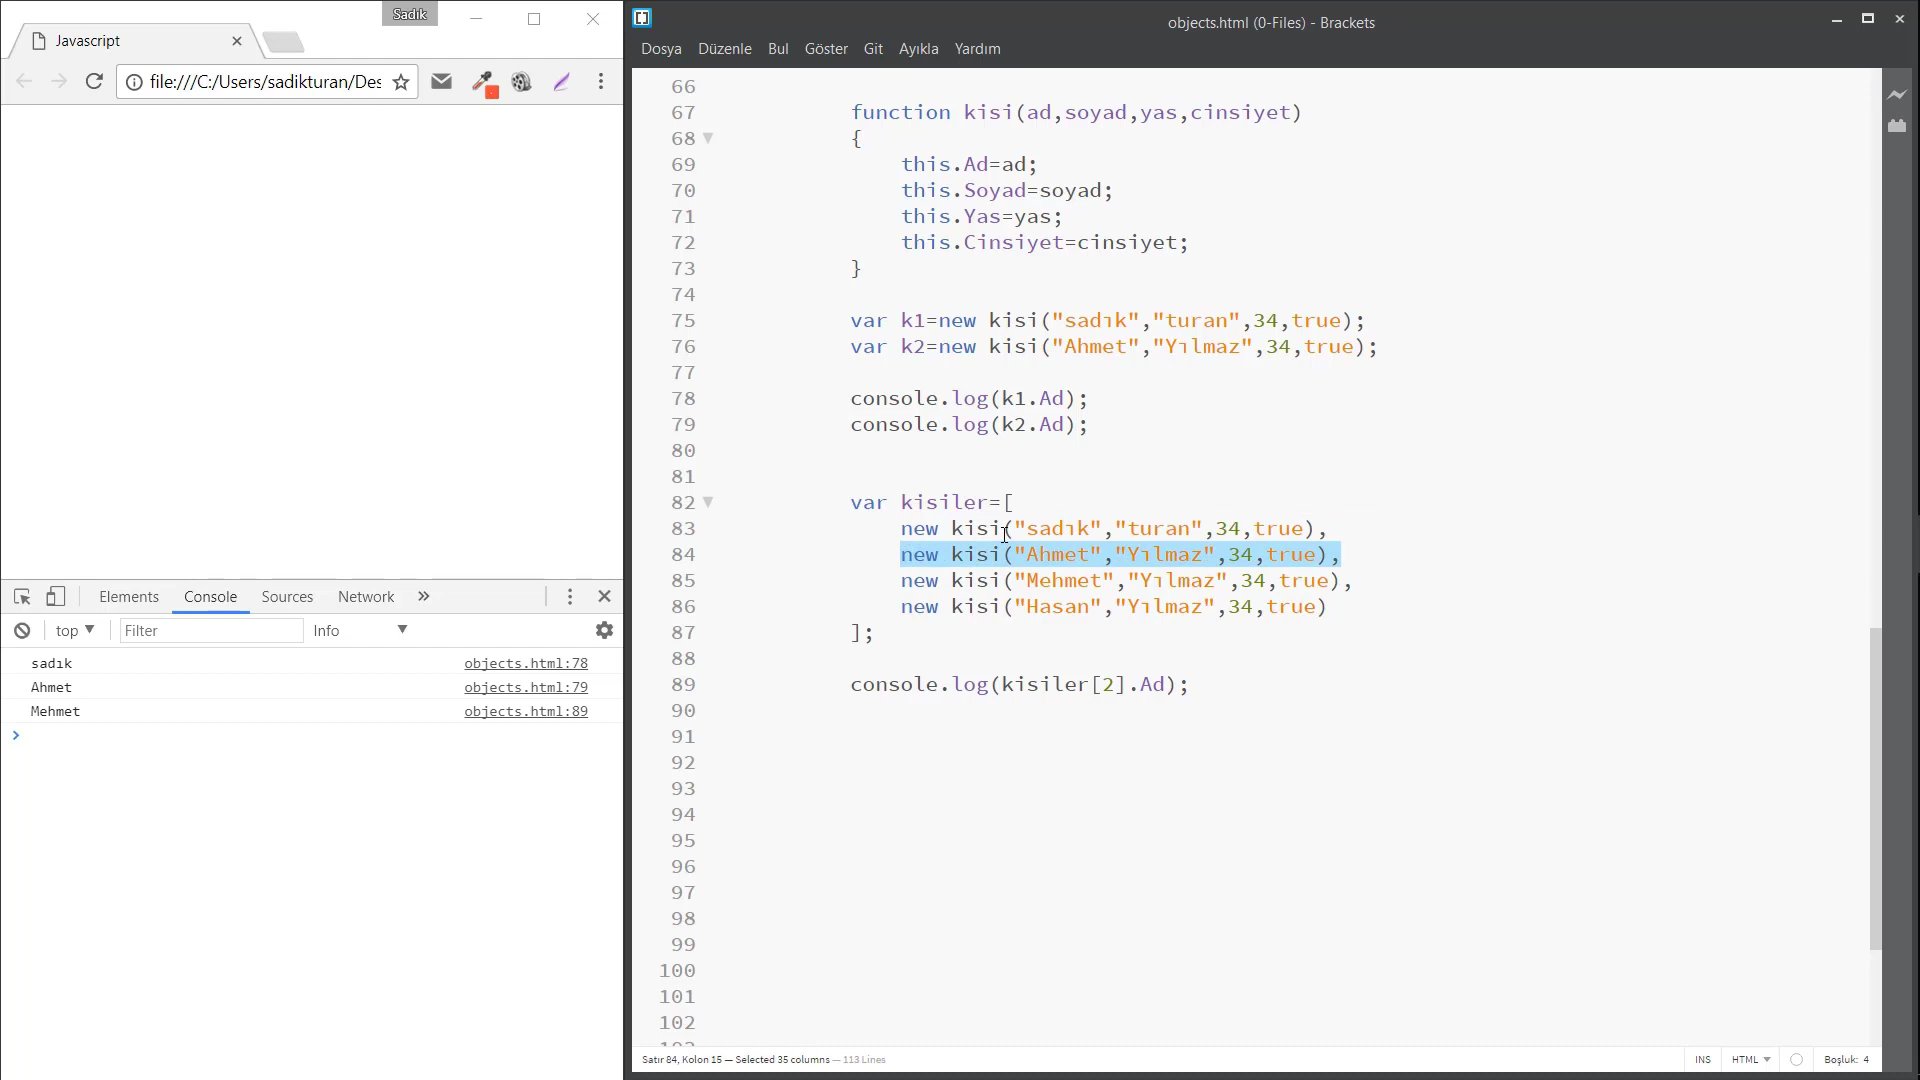 Sadık
Javascript
file:///C:/Users/sadikturan/Des
Elements Console Sources Network »
top Filter Info
sadık objects.html:78
Ahmet objects.html:79
Mehmet objects.html:89
>
objects.html (0-Files) - Brackets
Dosya Düzenle Bul Göster Git Ayıkla Yardım
66
67 function kisi(ad,soyad,yas,cinsiyet)
68 {
69 this.Ad=ad;
70 this.Soyad=soyad;
71 this.Yas=yas;
72 this.Cinsiyet=cinsiyet;
73 }
74
75 var k1=new kisi("sadık","turan",34,true);
76 var k2=new kisi("Ahmet","Yılmaz",34,true);
77
78 console.log(k1.Ad);
79 console.log(k2.Ad);
80
81
82 var kisiler=[
83 new kisi("sadık","turan",34,true),
84 new kisi("Ahmet","Yılmaz",34,true),
85 new kisi("Mehmet","Yılmaz",34,true),
86 new kisi("Hasan","Yılmaz",34,true)
87 ];
88
89 console.log(kisiler[2].Ad);
90
91
92
93
94
95
96
97
98
99
100
101
102
Satır 84, Kolon 15 — Selected 35 columns — 113 Lines INS HTML Boşluk: 4